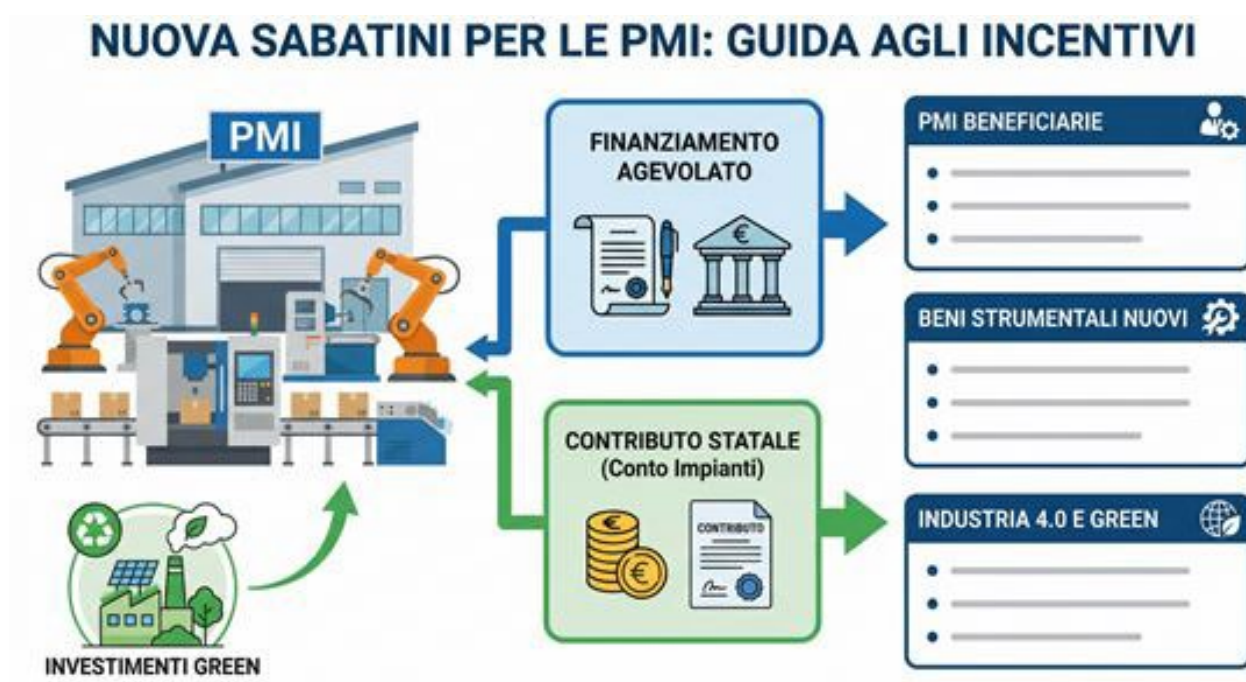 NUOVA SABATINI PER LE PMI: GUIDA AGLI INCENTIVI
PMI
INVESTIMENTI GREEN
FINANZIAMENTO
AGEVOLATO
€
CONTRIBUTO STATALE
(Conto Impianti)
€
€
CONTRIBUTO
PMI BENEFICIARIE
BENI STRUMENTALI NUOVI
INDUSTRIA 4.0 E GREEN